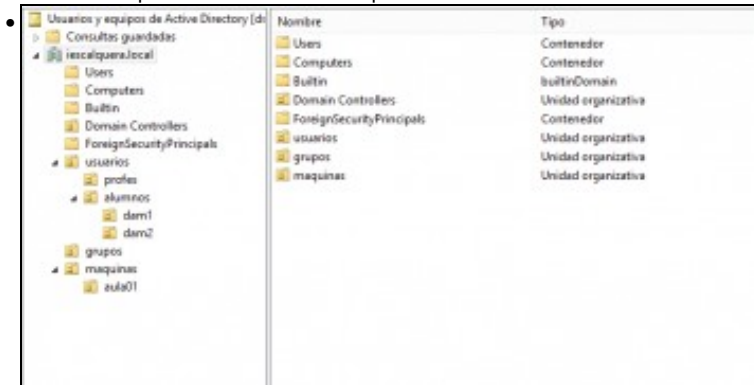 Usuarios y equipos de Active Directory [d
Consultas guardadas
iescalquera.local
Users
Computers
Builtin
Domain Controllers
ForeignSecurityPrincipals
usuarios
profes
alumnos
dam1
dam2
grupos
maquinas
aula01
Nombre Tipo
Users Contenedor
Computers Contenedor
Builtin builtinDomain
Domain Controllers Unidad organizativa
ForeignSecurityPrincipals Contenedor
usuarios Unidad organizativa
grupos Unidad organizativa
maquinas Unidad organizativa